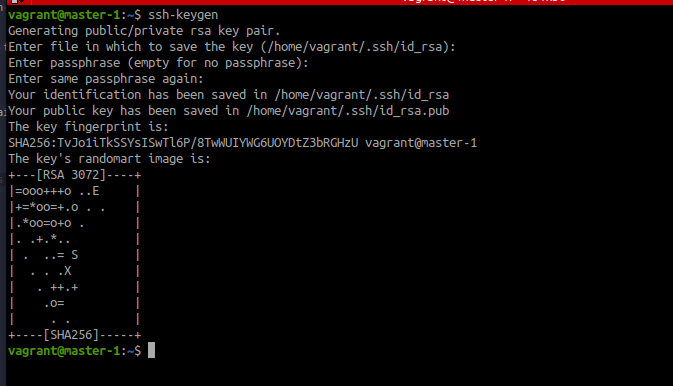 vagrant@master-1:~$ ssh-keygen
Generating public/private rsa key pair.
Enter file in which to save the key (/home/vagrant/.ssh/id_rsa):
Enter passphrase (empty for no passphrase):
Enter same passphrase again:
Your identification has been saved in /home/vagrant/.ssh/id_rsa
Your public key has been saved in /home/vagrant/.ssh/id_rsa.pub
The key fingerprint is:
SHA256:TvJo1iTkSSYsISwTl6P/8TwWUIYWG6UOYDtZ3bRGHzU vagrant@master-1
The key's randomart image is:
+---[RSA 3072]----+
|=ooo+++o ..E     |
|+=*oo=+.o . .    |
|.*oo=o+o .       |
|. .+.*..         |
| .  ..= S        |
|  . . .X         |
|   . ++.+        |
|    .o=          |
|     . .         |
+----[SHA256]-----+
vagrant@master-1:~$